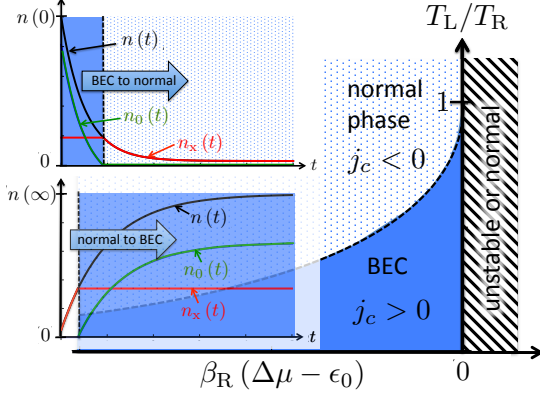 n(0)
n(t)
BEC to normal
n₀(t)
nₓ(t)
0
t
n(∞)
n(t)
normal to BEC
n₀(t)
nₓ(t)
0
t
T_L/T_R
1
normal
phase
j_c < 0
BEC
j_c > 0
unstable or normal
β_R (Δμ − ϵ₀)
0